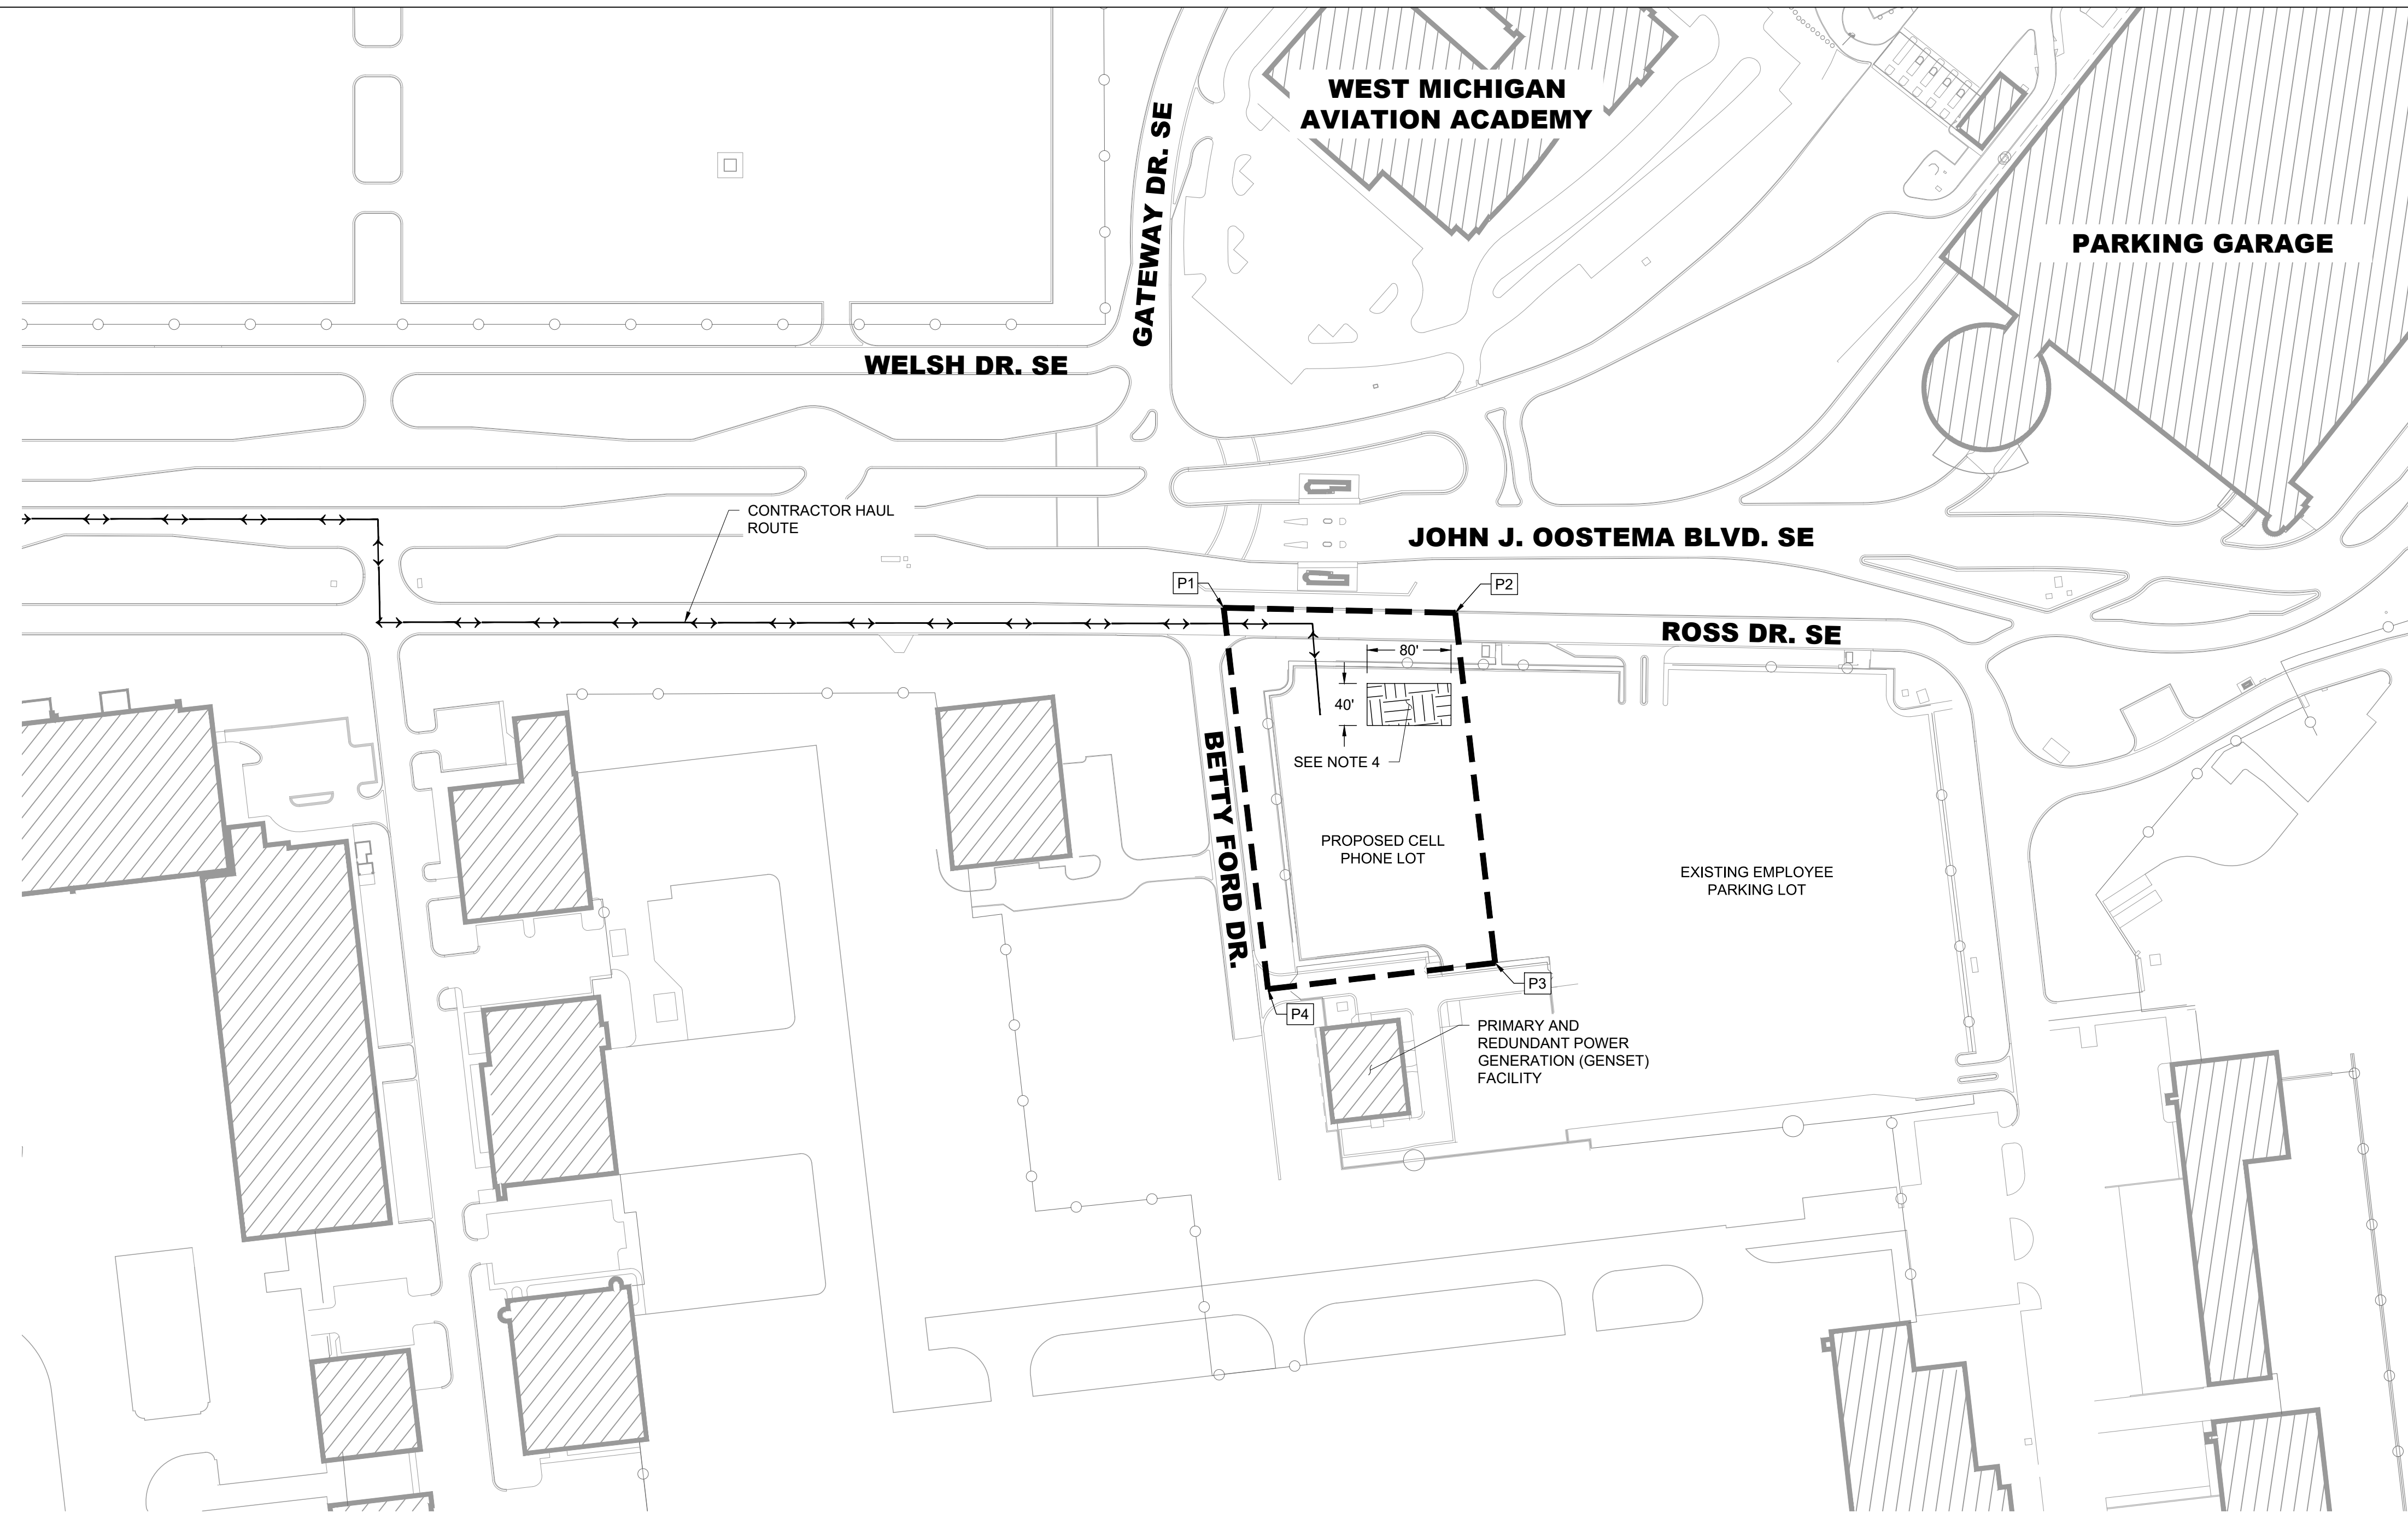 WEST MICHIGAN
AVIATION ACADEMY
GATEWAY DR. SE
PARKING GARAGE
WELSH DR. SE
CONTRACTOR HAUL
ROUTE
JOHN J. OOSTEMA BLVD. SE
P1
P2
ROSS DR. SE
80'
40'
SEE NOTE 4
BETTY FORD DR.
PROPOSED CELL
PHONE LOT
EXISTING EMPLOYEE
PARKING LOT
P3
P4
PRIMARY AND
REDUNDANT POWER
GENERATION (GENSET)
FACILITY